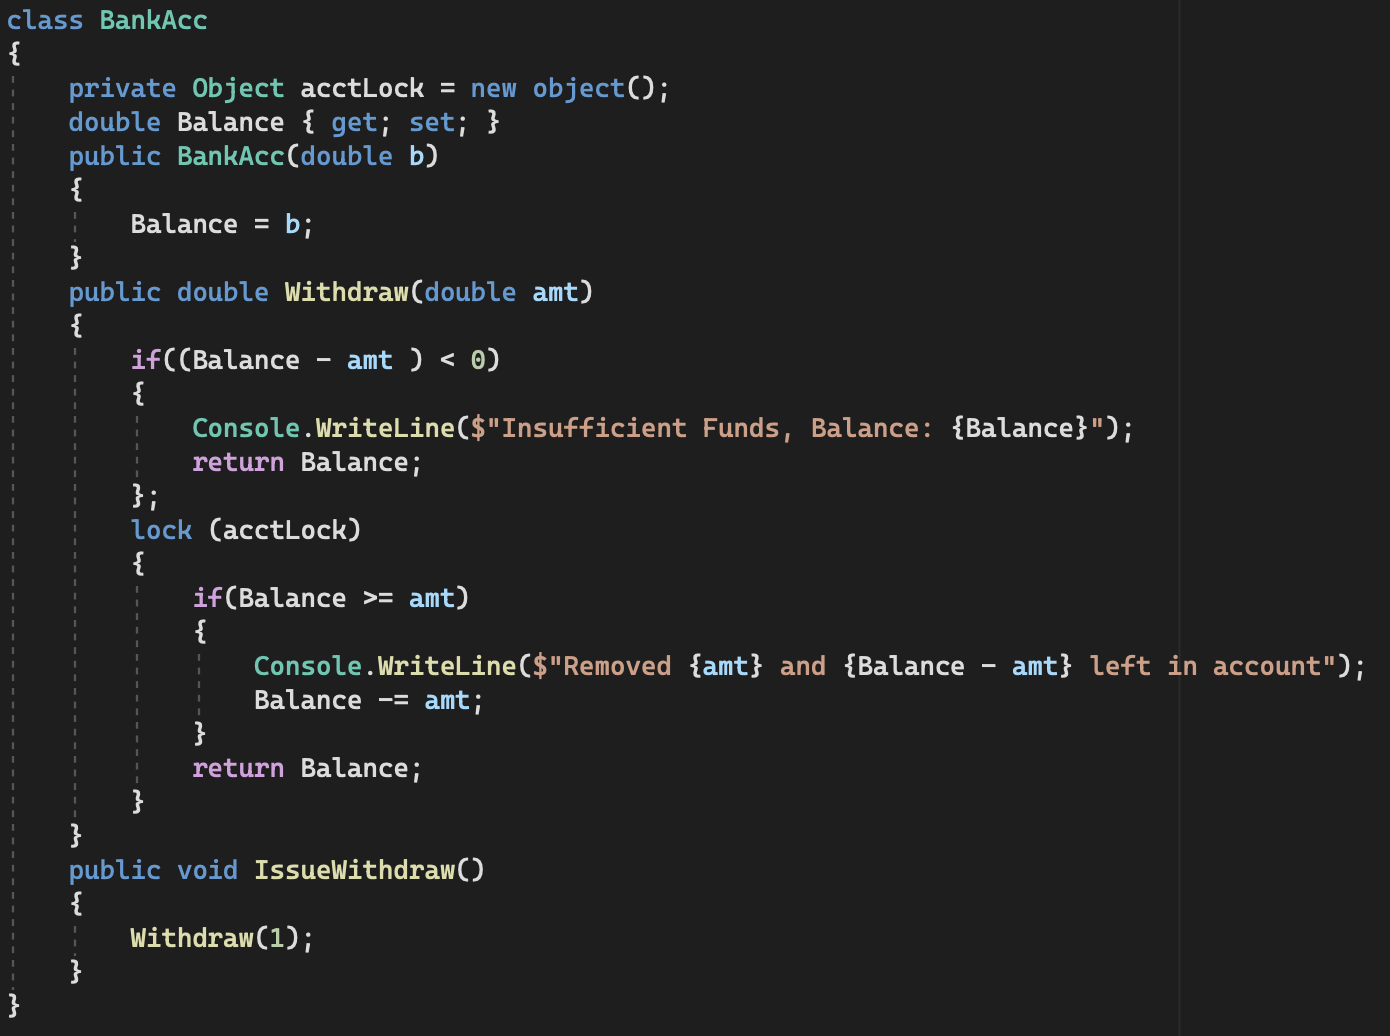 class BankAcc
{
    private Object acctLock = new object();
    double Balance { get; set; }
    public BankAcc(double b)
    {
        Balance = b;
    }
    public double Withdraw(double amt)
    {
        if((Balance - amt ) < 0)
        {
            Console.WriteLine($"Insufficient Funds, Balance: {Balance}");
            return Balance;
        };
        lock (acctLock)
        {
            if(Balance >= amt)
            {
                Console.WriteLine($"Removed {amt} and {Balance - amt} left in account");
                Balance -= amt;
            }
            return Balance;
        }
    }
    public void IssueWithdraw()
    {
        Withdraw(1);
    }
}